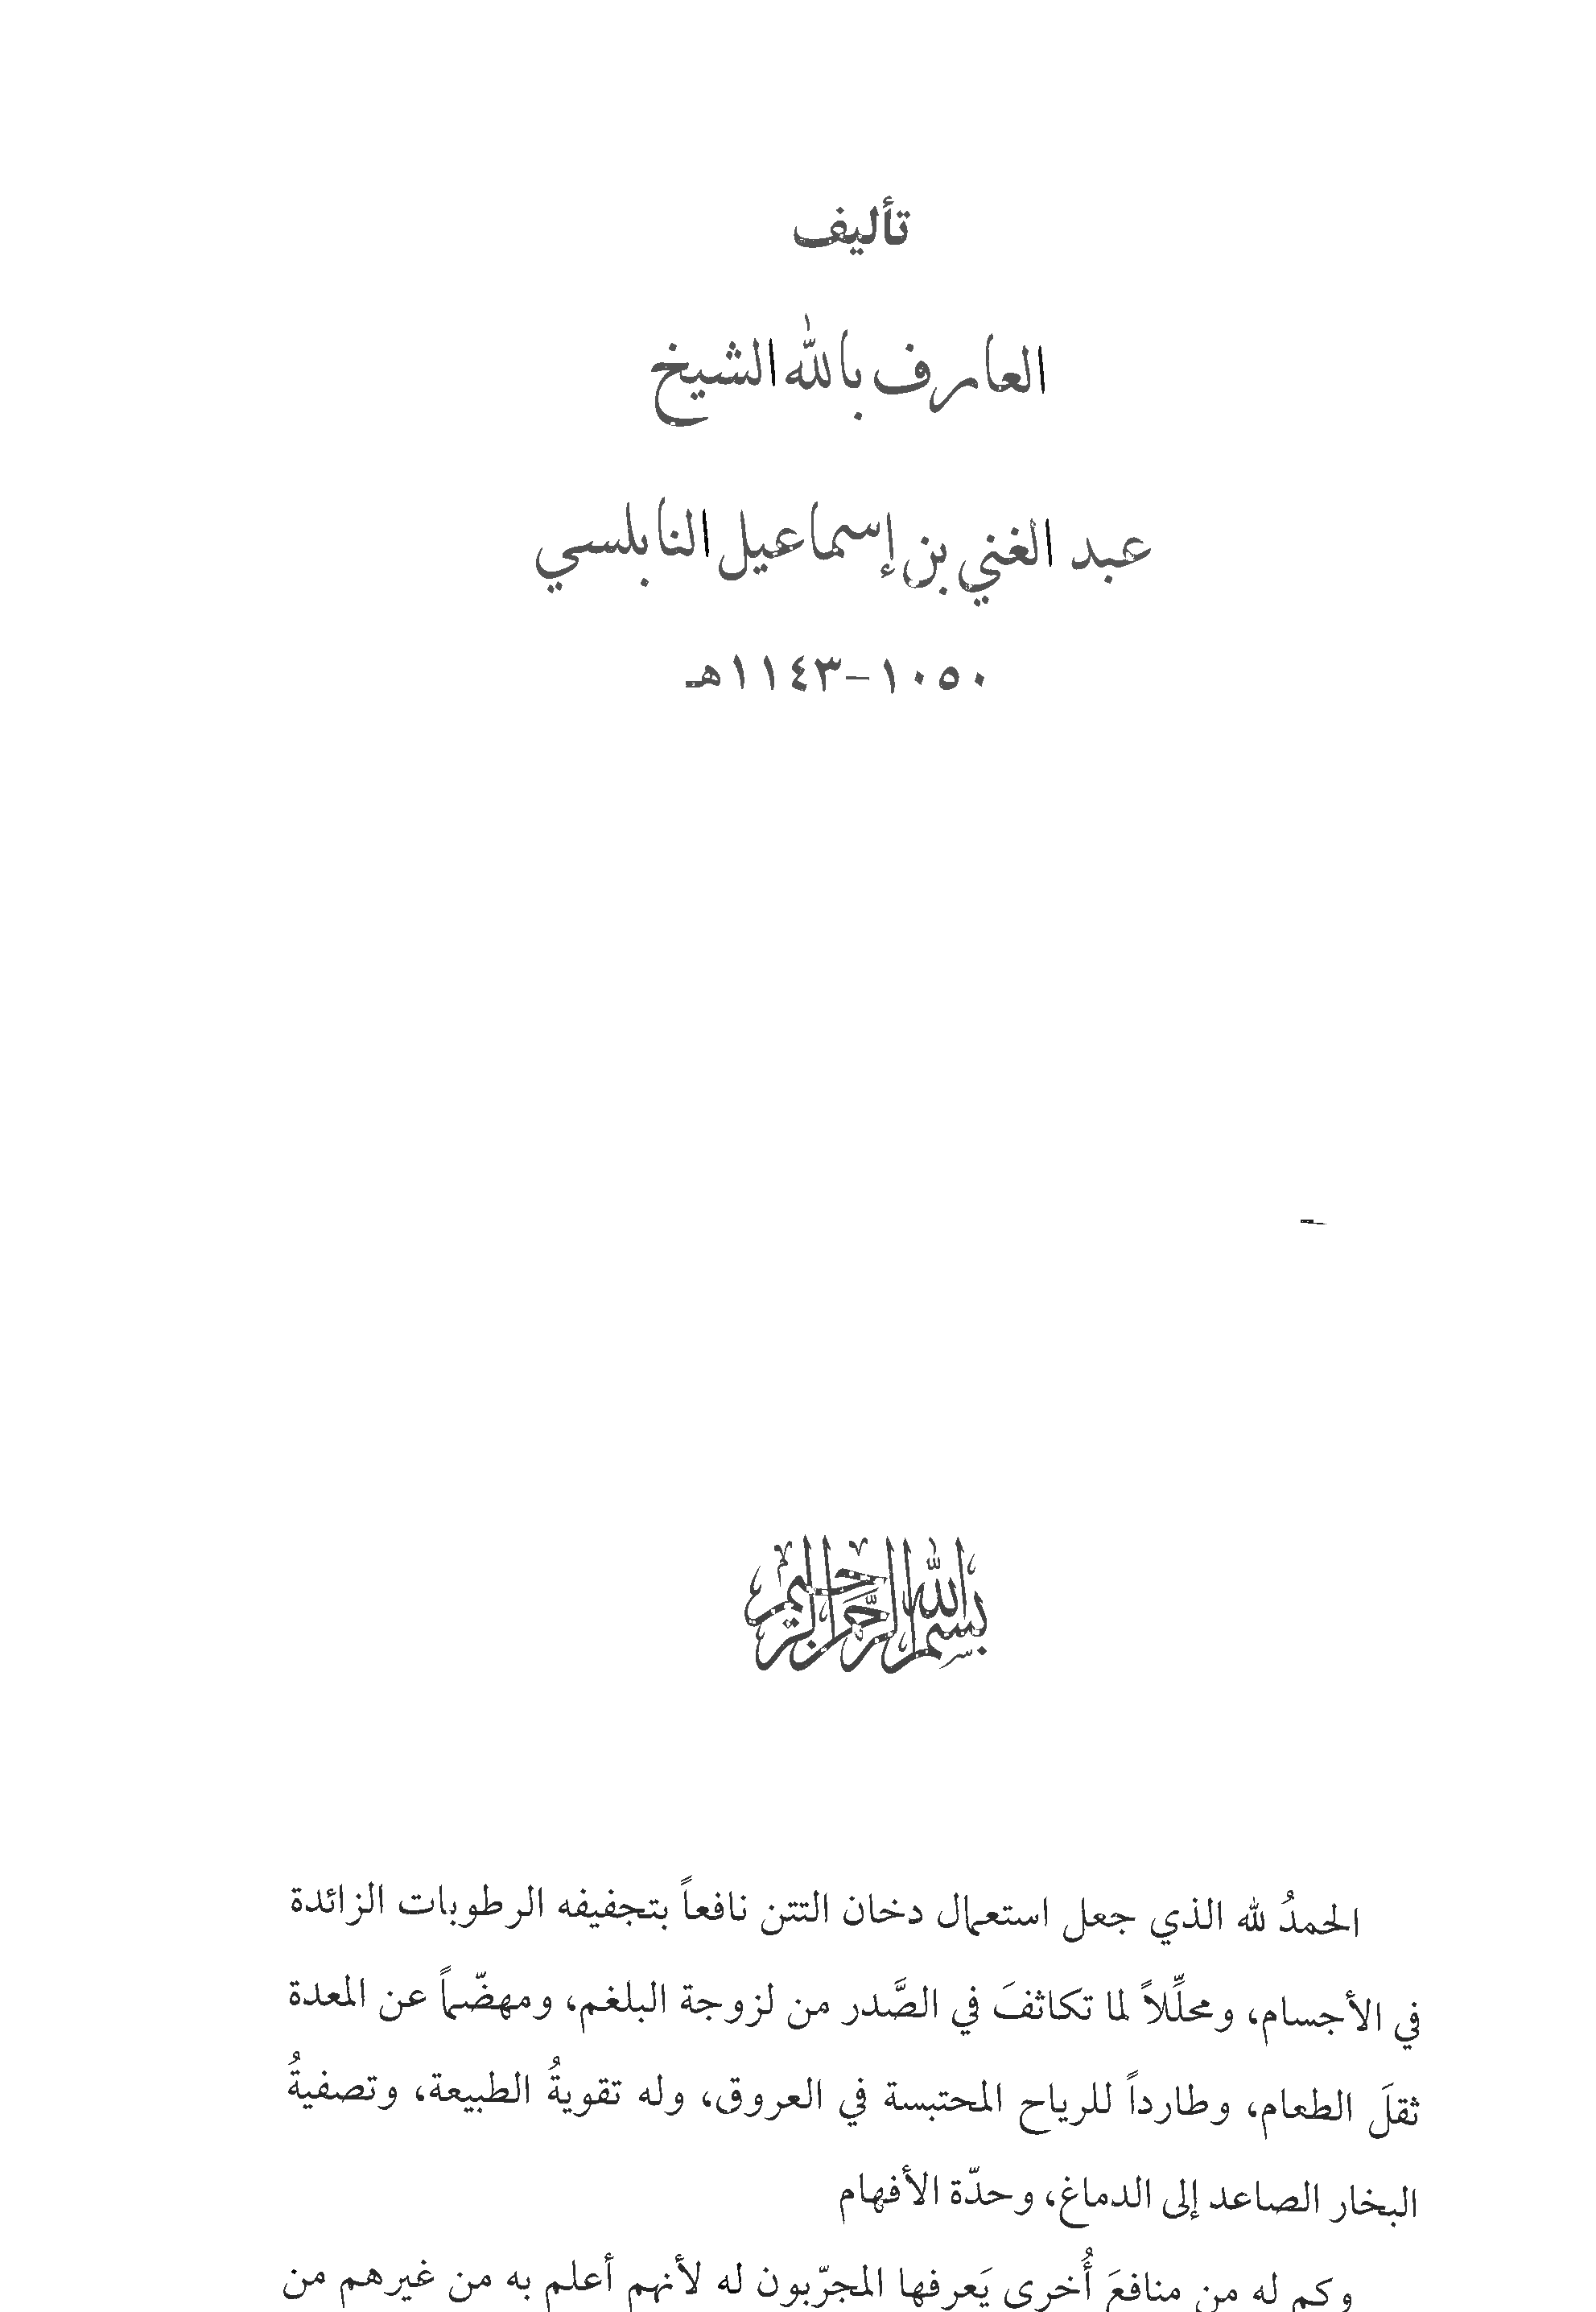 تأليف
العارف بالله الشيخ
عبد الغني بن إسماعيل النابلسي
١٠٥٠-١١٤٣هـ
بسم الله الرحمن الرحيم
الحمدُ لله الذي جعل استعمال دخان التتن نافعاً بتجفيفه الرطوبات الزائدة
في الأجسام، ومحلِّلاً لما تكاثفَ في الصَّدر من لزوجة البلغم، ومهضّماً عن المعدة
ثقلَ الطعام، وطارداً للرياح المحتبسة في العروق، وله تقويةُ الطبيعة، وتصفيةُ
البخار الصاعد إلى الدماغ، وحدّة الأفهام
وكم له من منافعَ أُخرى يَعرفها المجرّبون له لأنهم أعلم به من غيرهم من